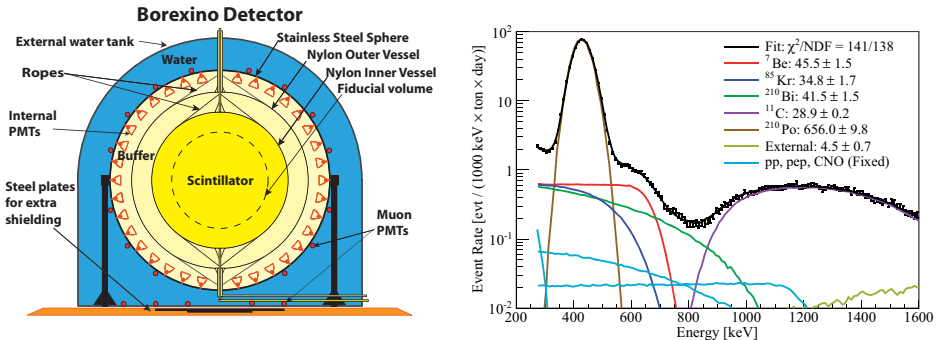 Borexino Detector
External water tank
Water
Ropes
Internal
PMTs
Buffer
Scintillator
Steel plates
for extra
shielding
Stainless Steel Sphere
Nylon Outer Vessel
Nylon Inner Vessel
Fiducial volume
Muon
PMTs
Event Rate [evt / (1000 keV × ton × day)]
10²
10
1
10⁻¹
10⁻²
Fit: χ²/NDF = 141/138
⁷Be: 45.5 ± 1.5
⁸⁵Kr: 34.8 ± 1.7
²¹⁰Bi: 41.5 ± 1.5
¹¹C: 28.9 ± 0.2
²¹⁰Po: 656.0 ± 9.8
External: 4.5 ± 0.7
pp, pep, CNO (Fixed)
200 400 600 800 1000 1200 1400 1600
Energy [keV]